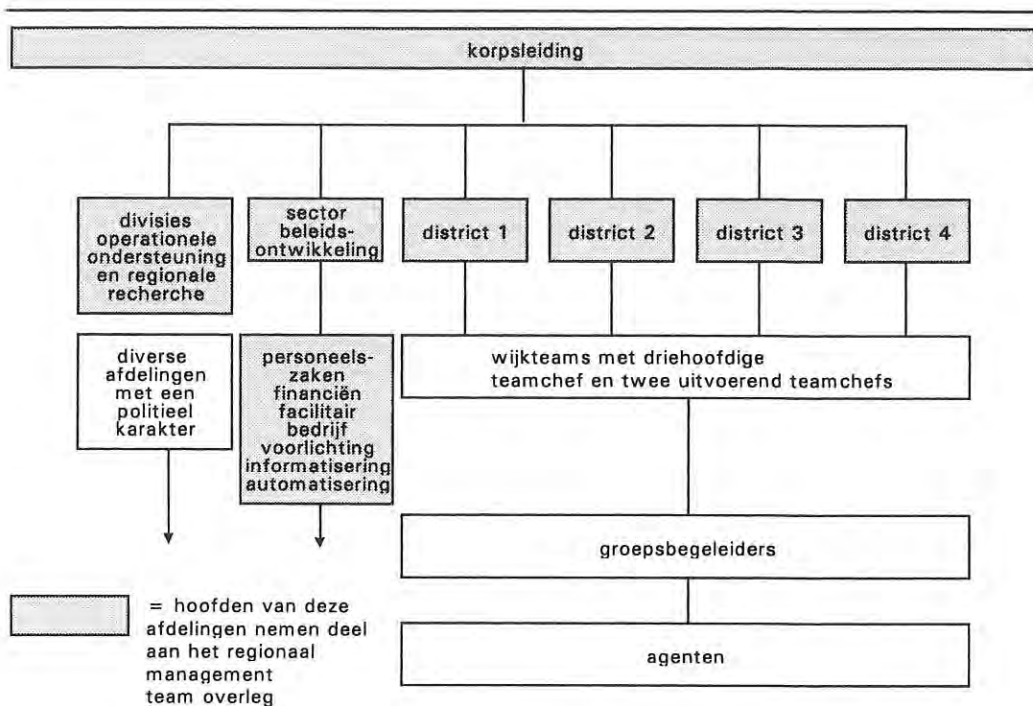 korpsleiding
divisies
operationele
ondersteuning
en regionale
recherche
sector
beleids-
ontwikkeling
district 1
district 2
district 3
district 4
diverse
afdelingen
met een
politieel
karakter
personeels-
zaken
financiën
facilitair
bedrijf
voorlichting
informatisering
automatisering
wijkteams met driehoofdige
teamchef en twee uitvoerend teamchefs
groepsbegeleiders
agenten
= hoofden van deze
afdelingen nemen deel
aan het regionaal
management
team overleg